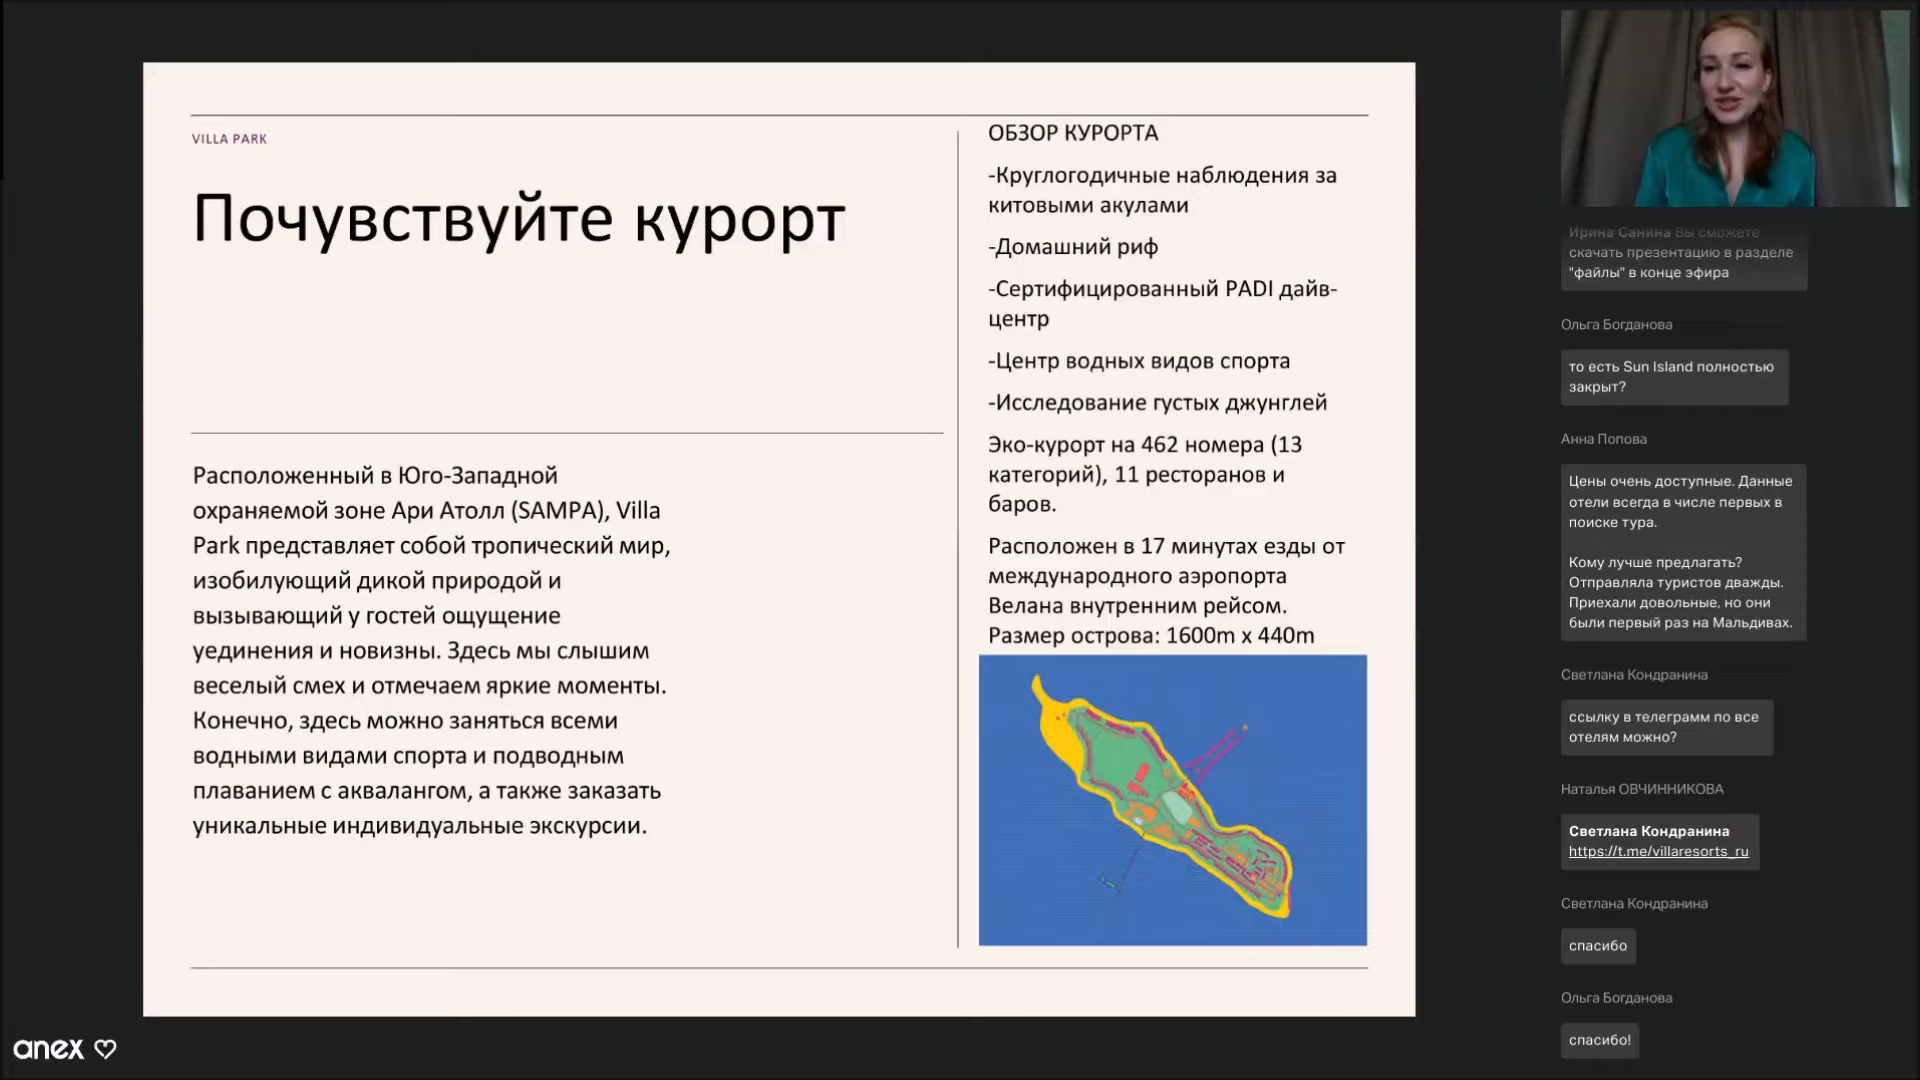 VILLA PARK
Почувствуйте курорт
Расположенный в Юго-Западной
охраняемой зоне Ари Атолл (SAMPA), Villa
Park представляет собой тропический мир,
изобилующий дикой природой и
вызывающий у гостей ощущение
уединения и новизны. Здесь мы слышим
веселый смех и отмечаем яркие моменты.
Конечно, здесь можно заняться всеми
водными видами спорта и подводным
плаванием с аквалангом, а также заказать
уникальные индивидуальные экскурсии.
ОБЗОР КУРОРТА
-Круглогодичные наблюдения за
китовыми акулами
-Домашний риф
-Сертифицированный PADI дайв-
центр
-Центр водных видов спорта
-Исследование густых джунглей
Эко-курорт на 462 номера (13
категорий), 11 ресторанов и
баров.
Расположен в 17 минутах езды от
международного аэропорта
Велана внутренним рейсом.
Размер острова: 1600m x 440m
Ирина Санина Вы сможете
скачать презентацию в разделе
"файлы" в конце эфира
Ольга Богданова
то есть Sun Island полностью
закрыт?
Анна Попова
Цены очень доступные. Данные
отели всегда в числе первых в
поиске тура.
Кому лучше предлагать?
Отправляла туристов дважды.
Приехали довольные, но они
были первый раз на Мальдивах.
Светлана Кондранина
ссылку в телеграмм по все
отелям можно?
Наталья ОВЧИННИКОВА
Светлана Кондранина
https://t.me/villaresorts_ru
Светлана Кондранина
спасибо
Ольга Богданова
спасибо!
anex